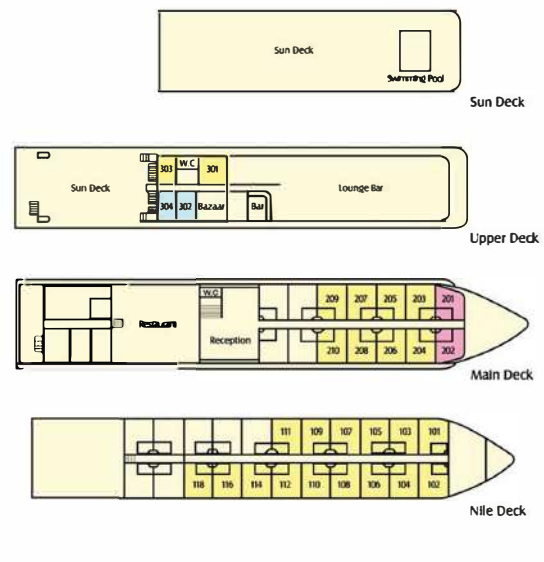 Sun Deck
Swimming Pool
Sun Deck
303 W.C 301
Sun Deck
Lounge Bar
304 302 Bazaar Bar
Upper Deck
W.C
209 207 205 203 201
Restaurant
Reception
210 208 206 204 202
Main Deck
111 109 107 105 103 101
118 116 114 112 110 108 106 104 102
Nile Deck